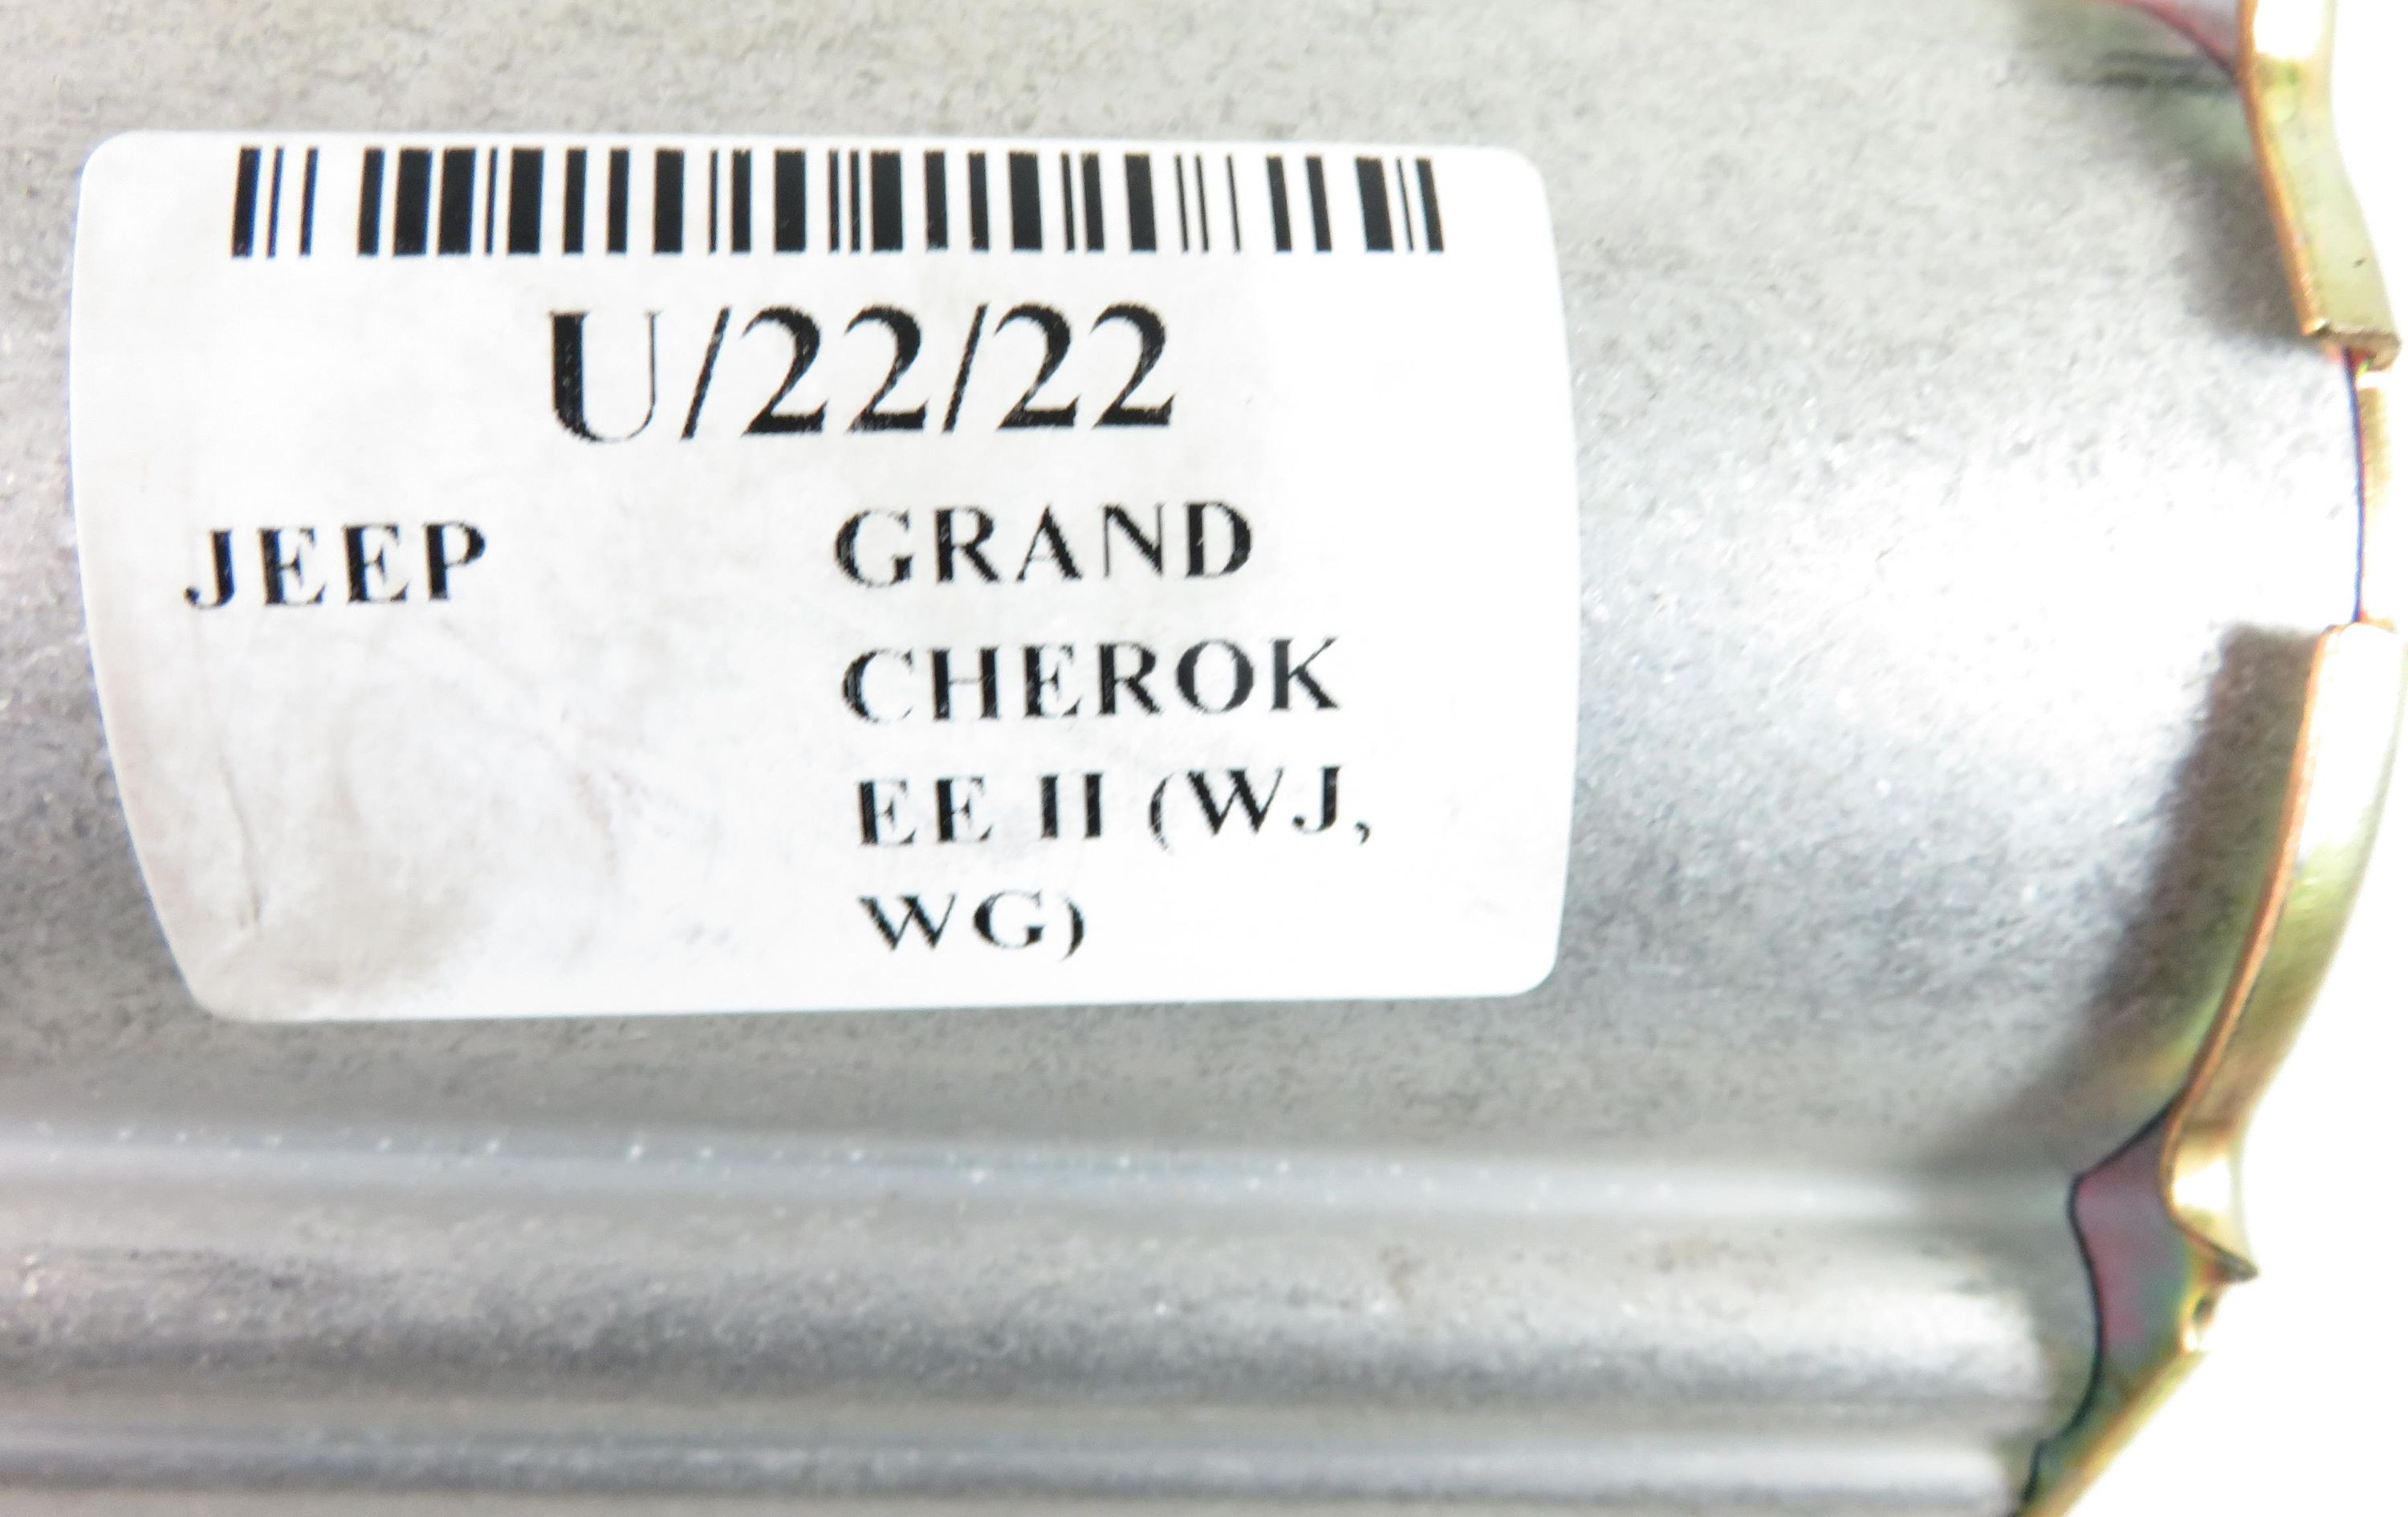 U/22/22
JEEP GRAND
CHEROK
EE II (WJ,
WG)